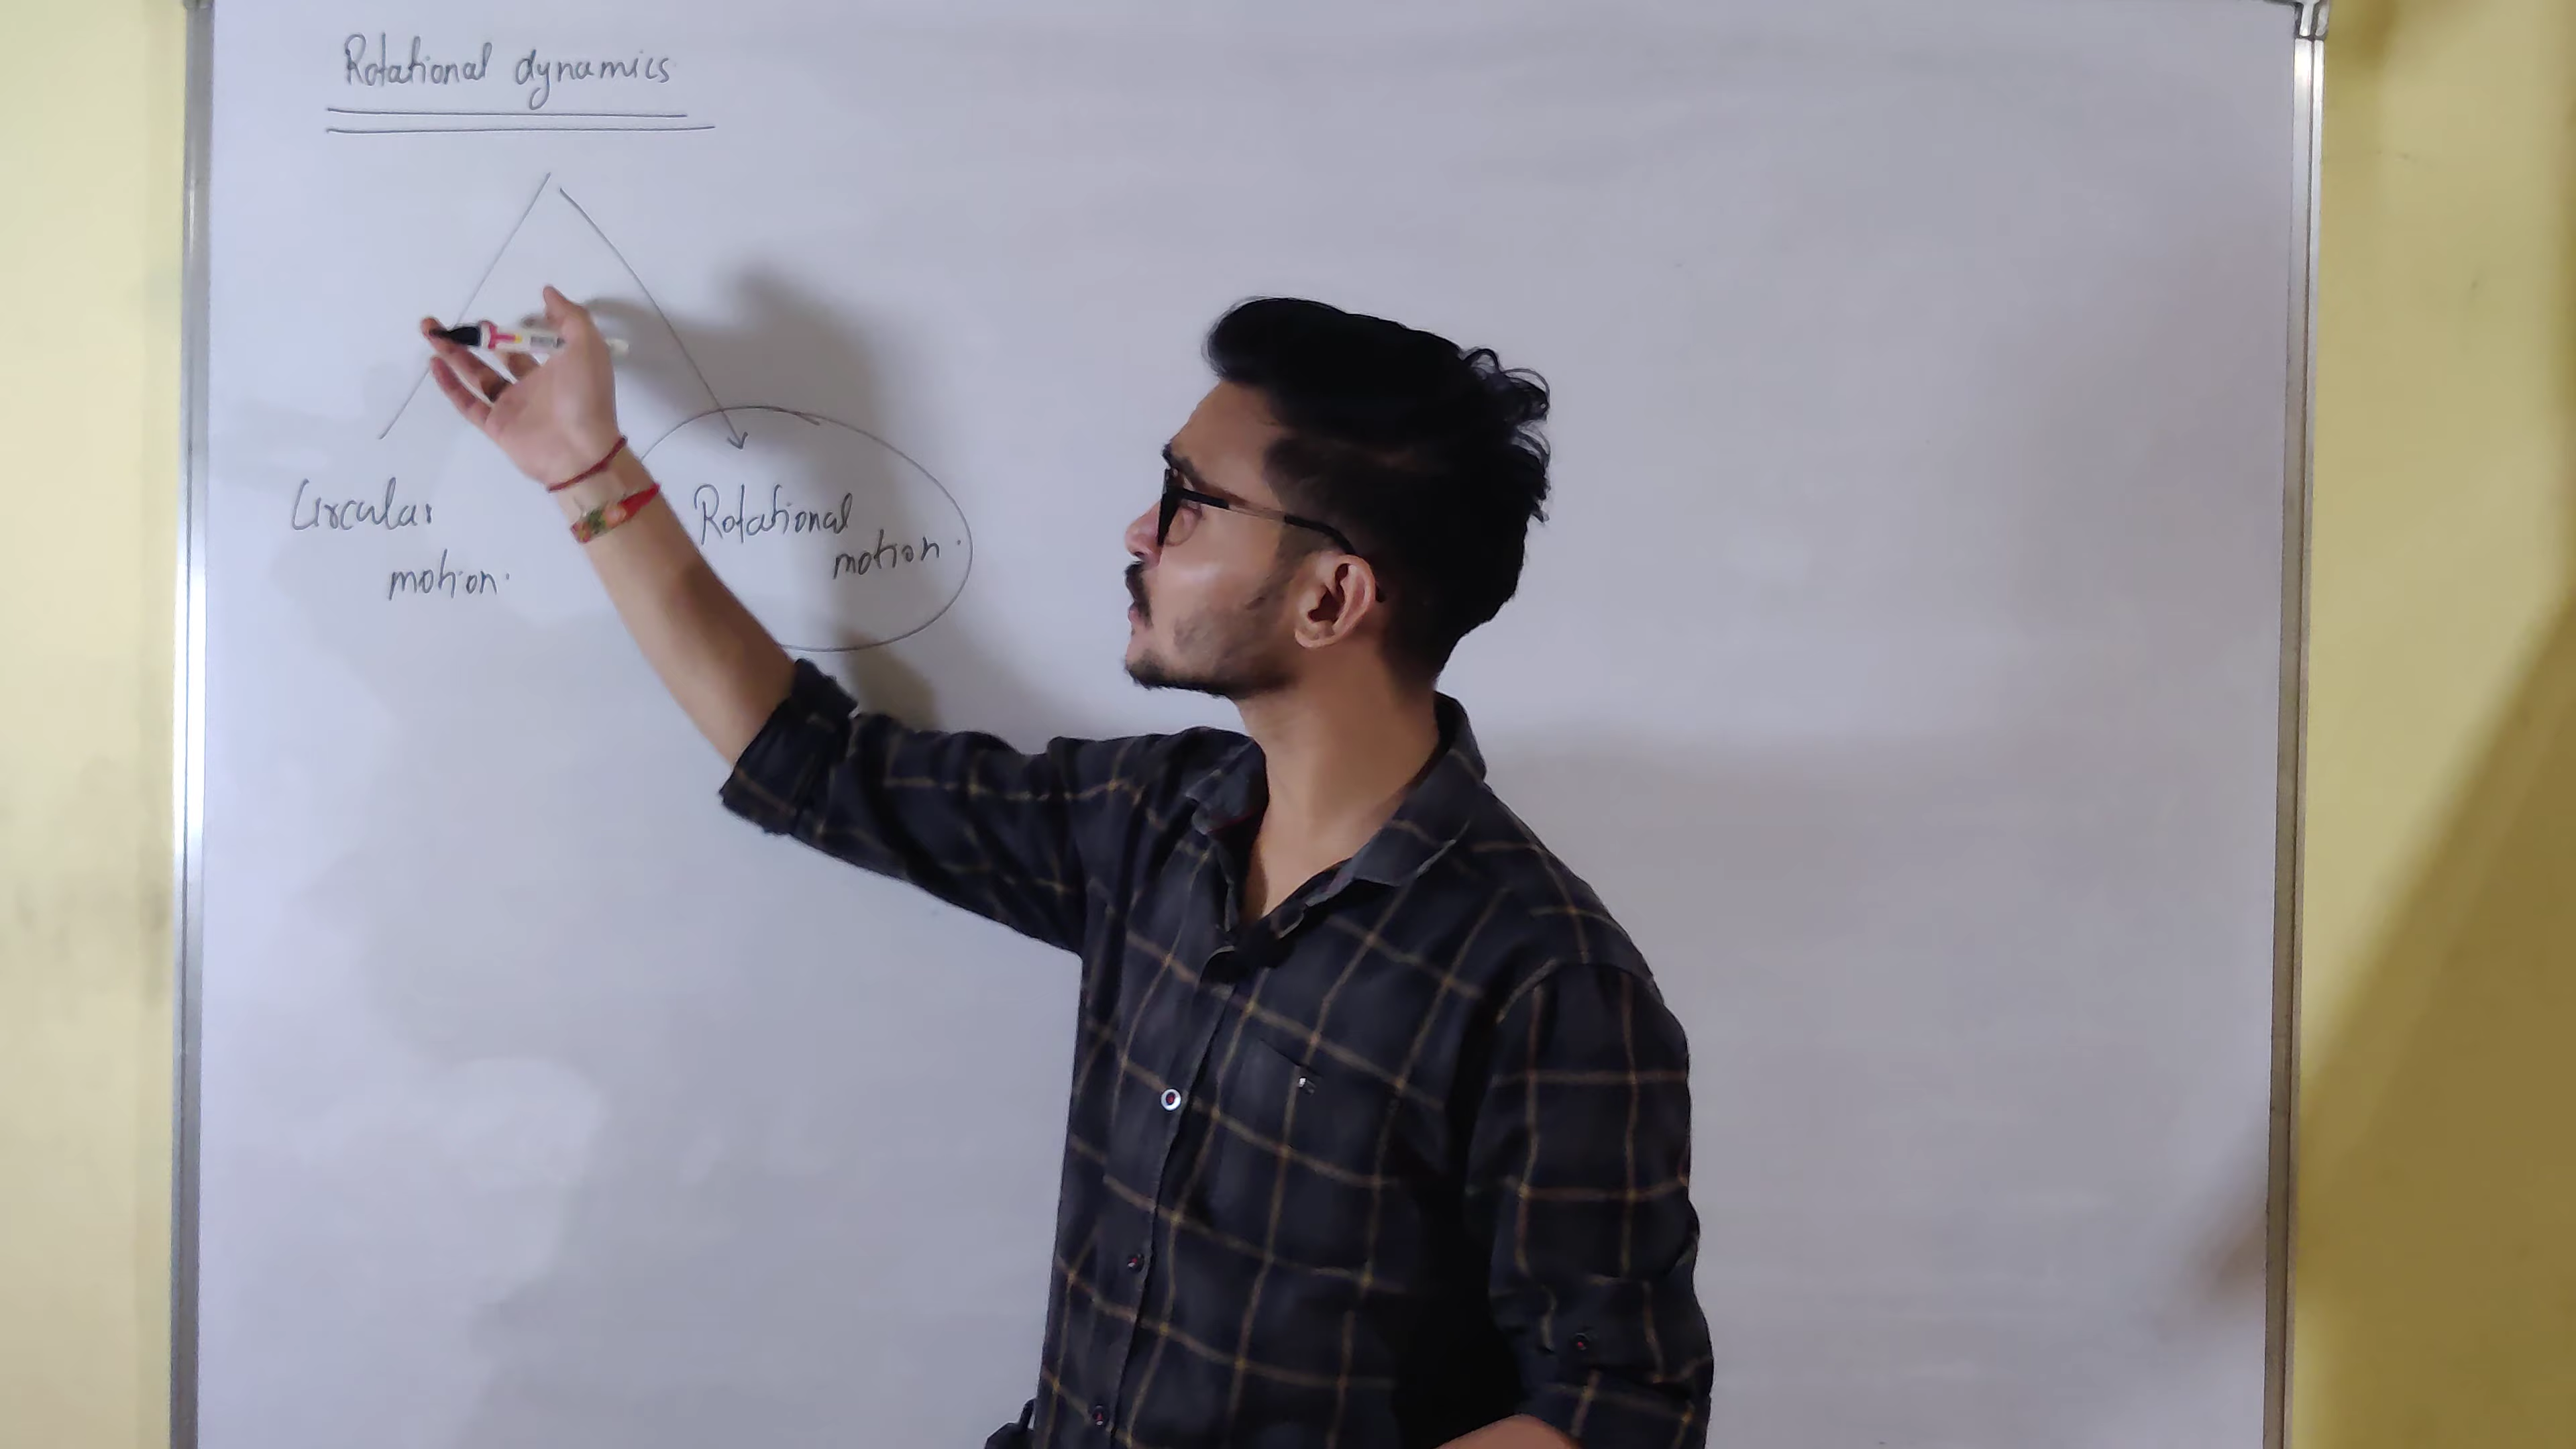 Rotational dynamics
Circular
motion.
Rotational
motion.